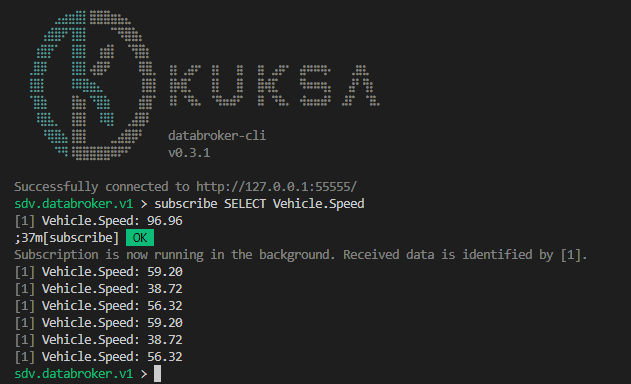 KUKSA
databroker-cli
v0.3.1
Successfully connected to http://127.0.0.1:55555/
sdv.databroker.v1 > subscribe SELECT Vehicle.Speed
[1] Vehicle.Speed: 96.96
;37m[subscribe] OK
Subscription is now running in the background. Received data is identified by [1].
[1] Vehicle.Speed: 59.20
[1] Vehicle.Speed: 38.72
[1] Vehicle.Speed: 56.32
[1] Vehicle.Speed: 59.20
[1] Vehicle.Speed: 38.72
[1] Vehicle.Speed: 56.32
sdv.databroker.v1 >